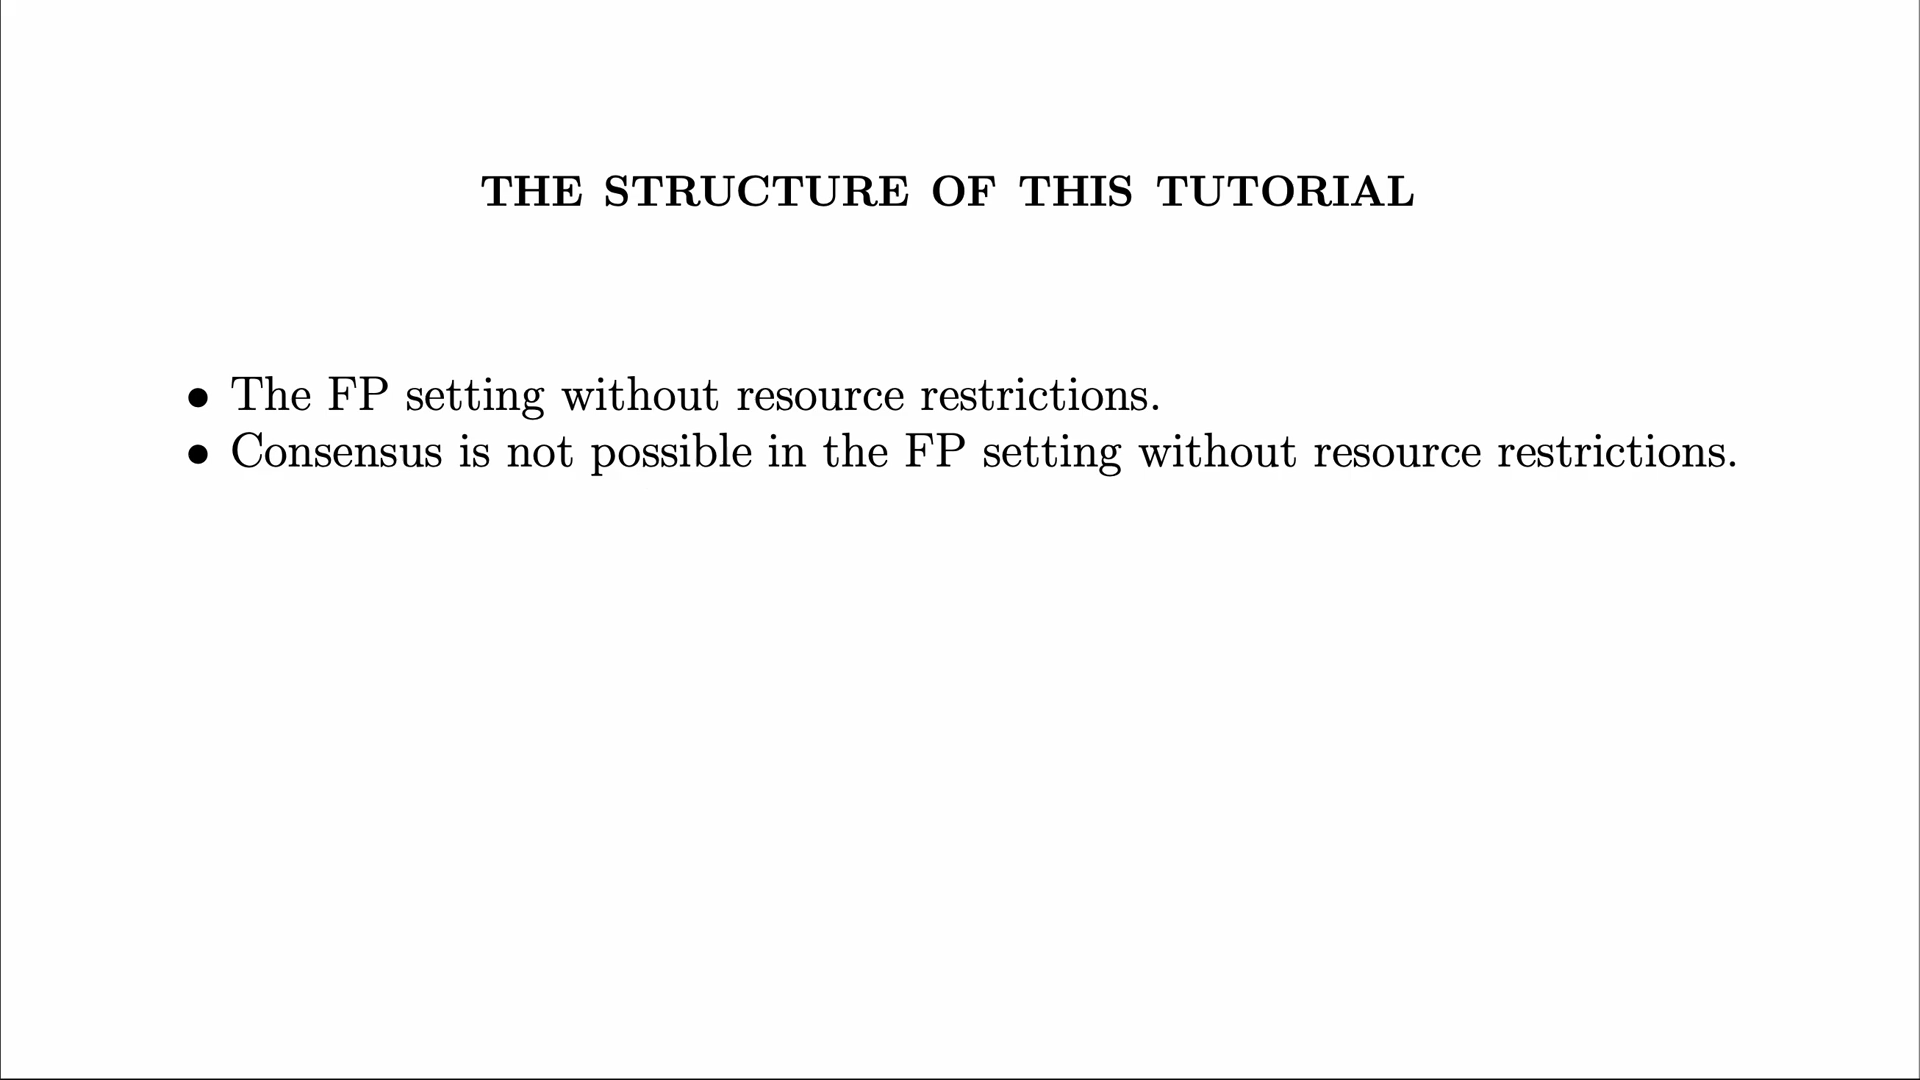 THE STRUCTURE OF THIS TUTORIAL
• The FP setting without resource restrictions.
• Consensus is not possible in the FP setting without resource restrictions.